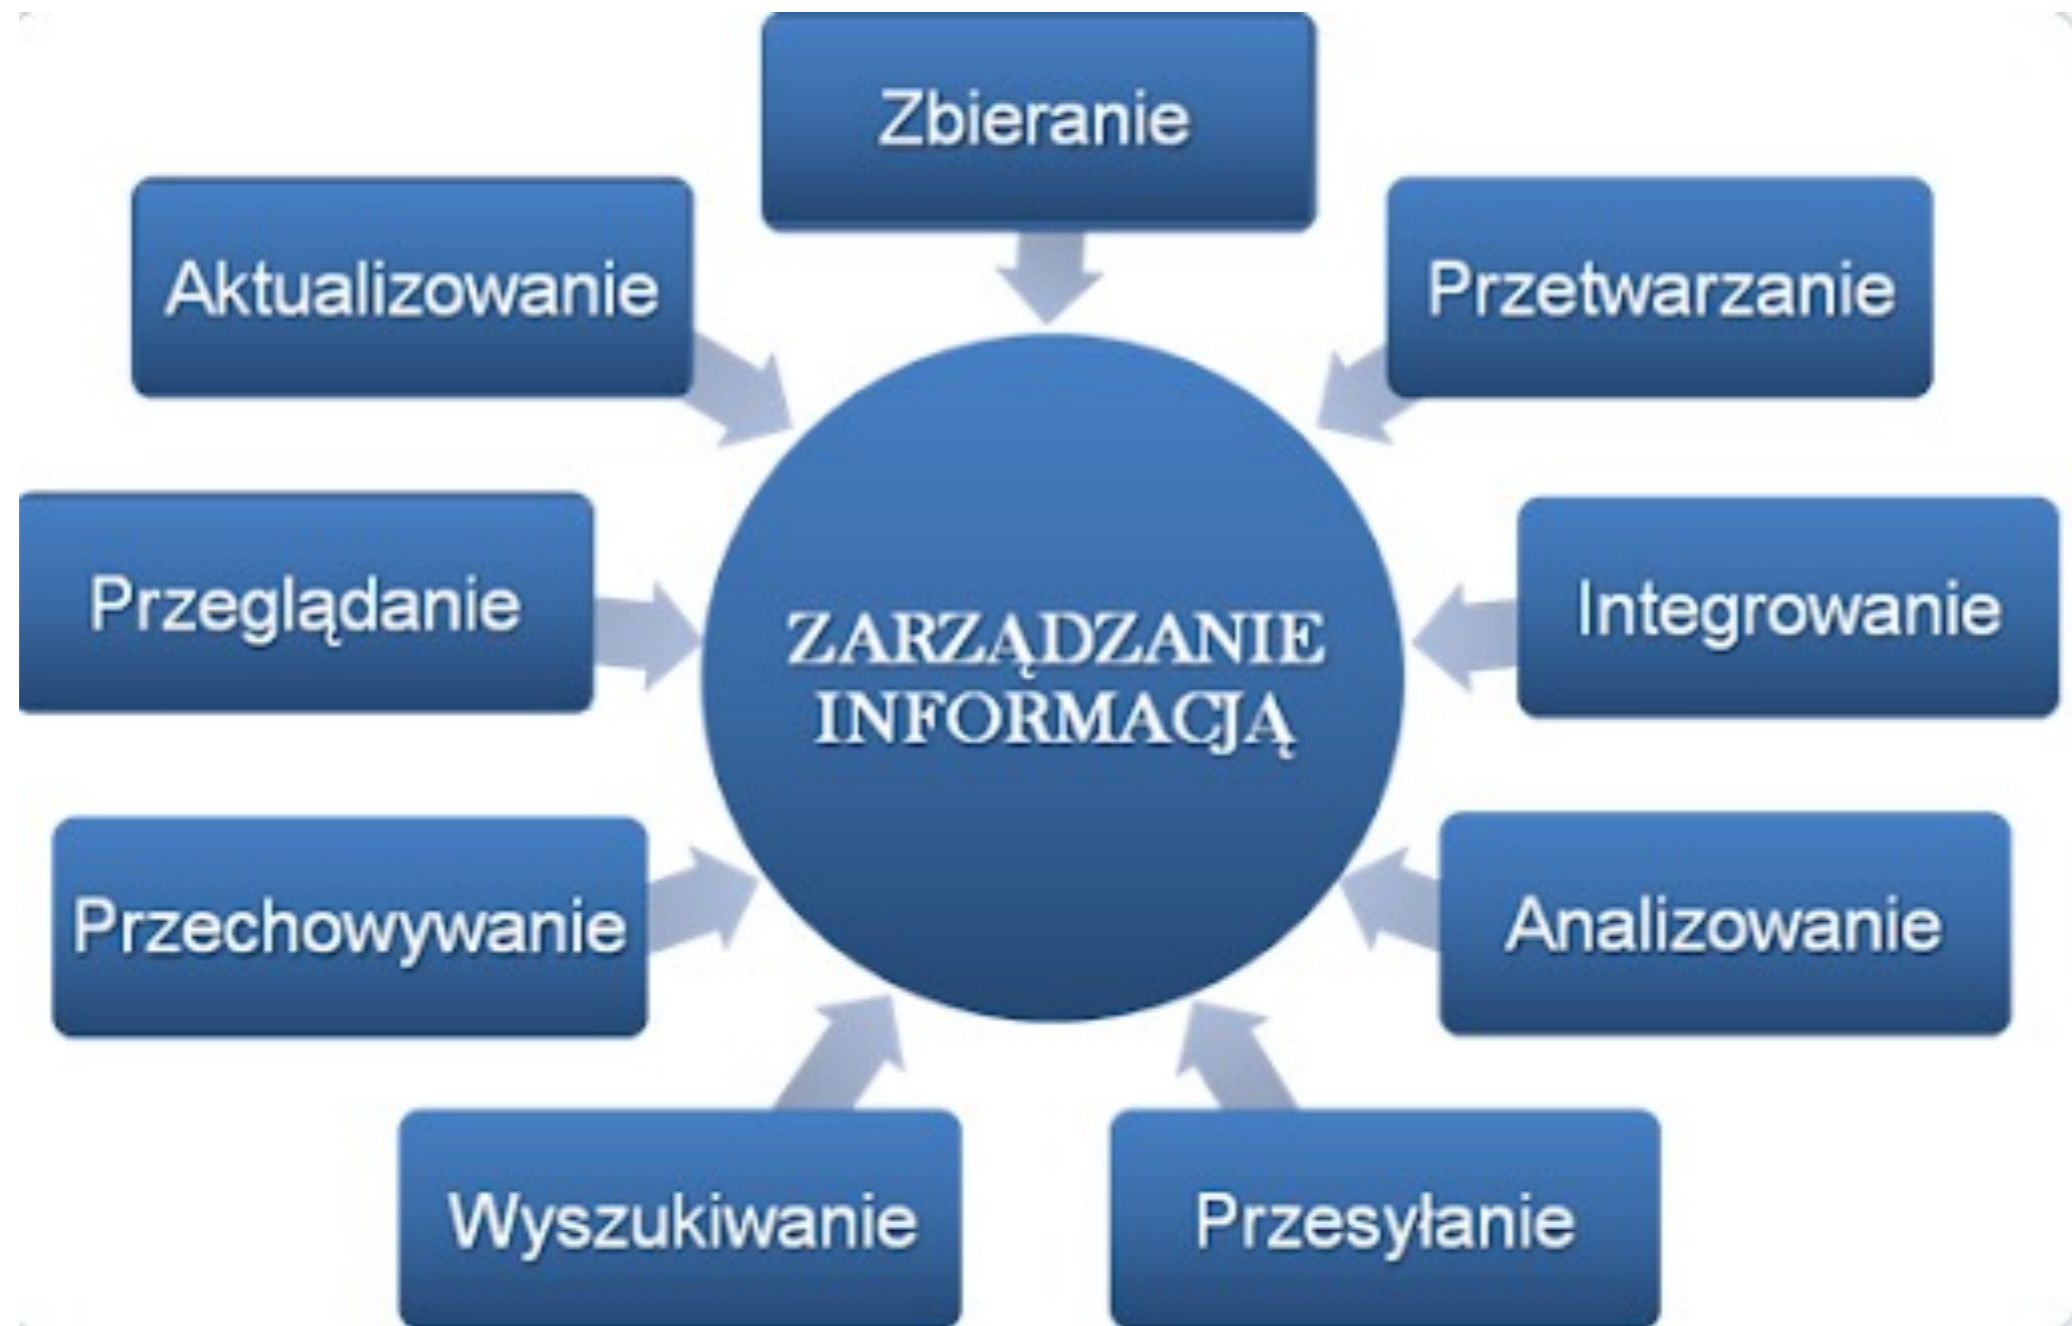 Zbieranie
Aktualizowanie
Przetwarzanie
Przeglądanie
Integrowanie
ZARZĄDZANIE
INFORMACJĄ
Przechowywanie
Analizowanie
Wyszukiwanie
Przesyłanie